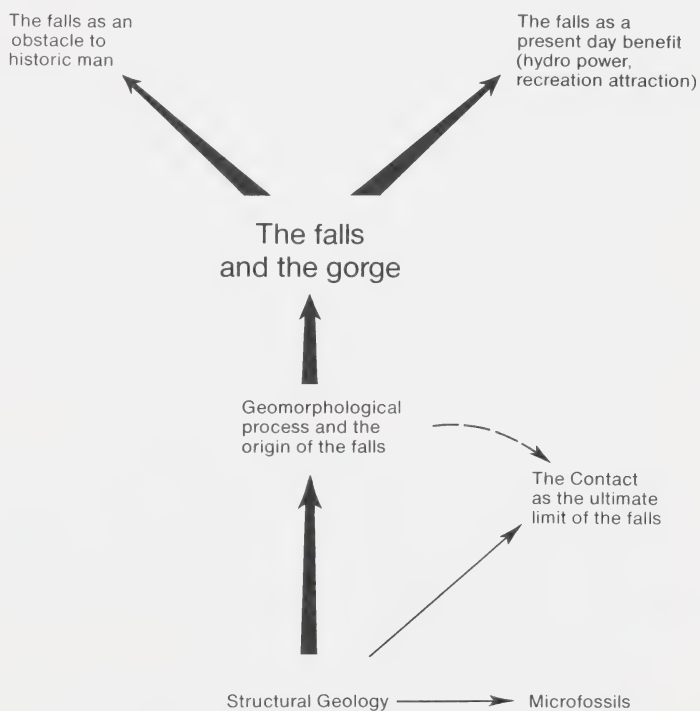 The falls as an
obstacle to
historic man
The falls as a
present day benefit
(hydro power,
recreation attraction)
The falls
and the gorge
Geomorphological
process and the
origin of the falls
The Contact
as the ultimate
limit of the falls
Structural Geology
Microfossils